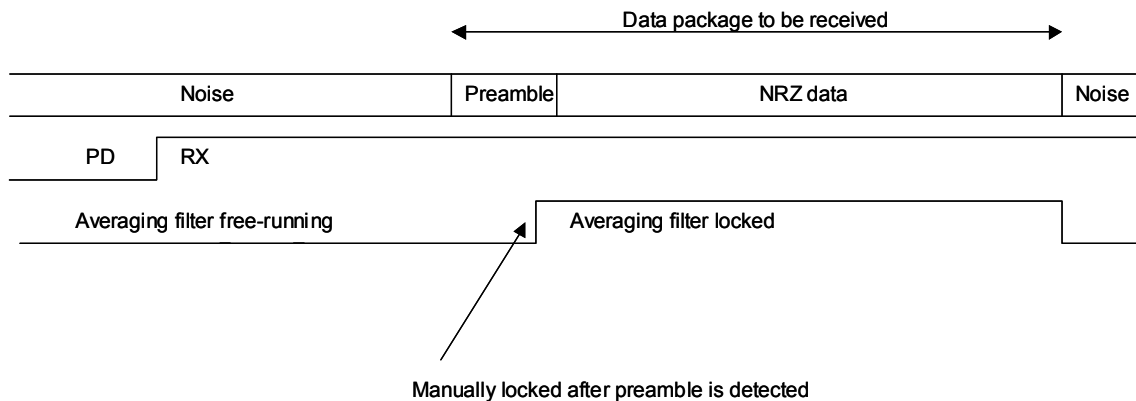 Data package to be received
Noise Preamble NRZ data Noise
PD RX
Averaging filter free-running Averaging filter locked
Manually locked after preamble is detected